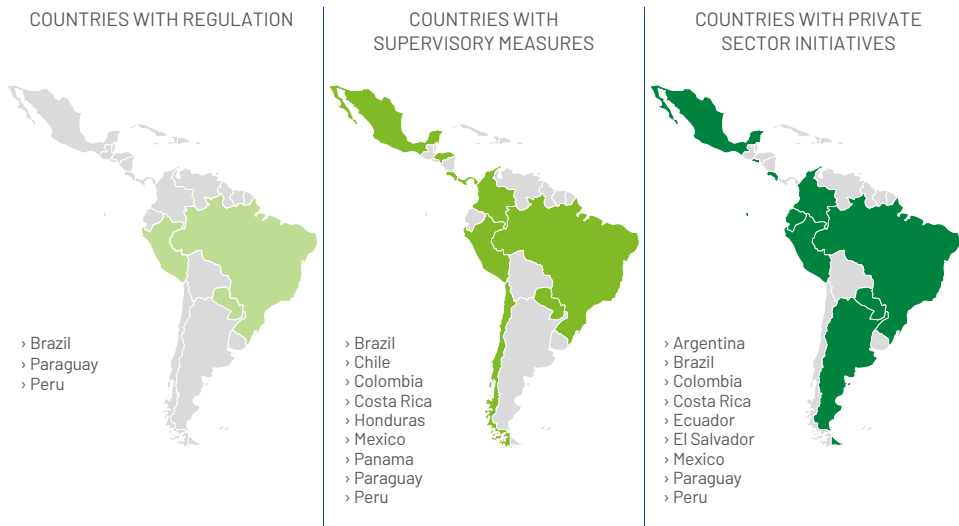 COUNTRIES WITH REGULATION
› Brazil
› Paraguay
› Peru
COUNTRIES WITH
SUPERVISORY MEASURES
› Brazil
› Chile
› Colombia
› Costa Rica
› Honduras
› Mexico
› Panama
› Paraguay
› Peru
COUNTRIES WITH PRIVATE
SECTOR INITIATIVES
› Argentina
› Brazil
› Colombia
› Costa Rica
› Ecuador
› El Salvador
› Mexico
› Paraguay
› Peru